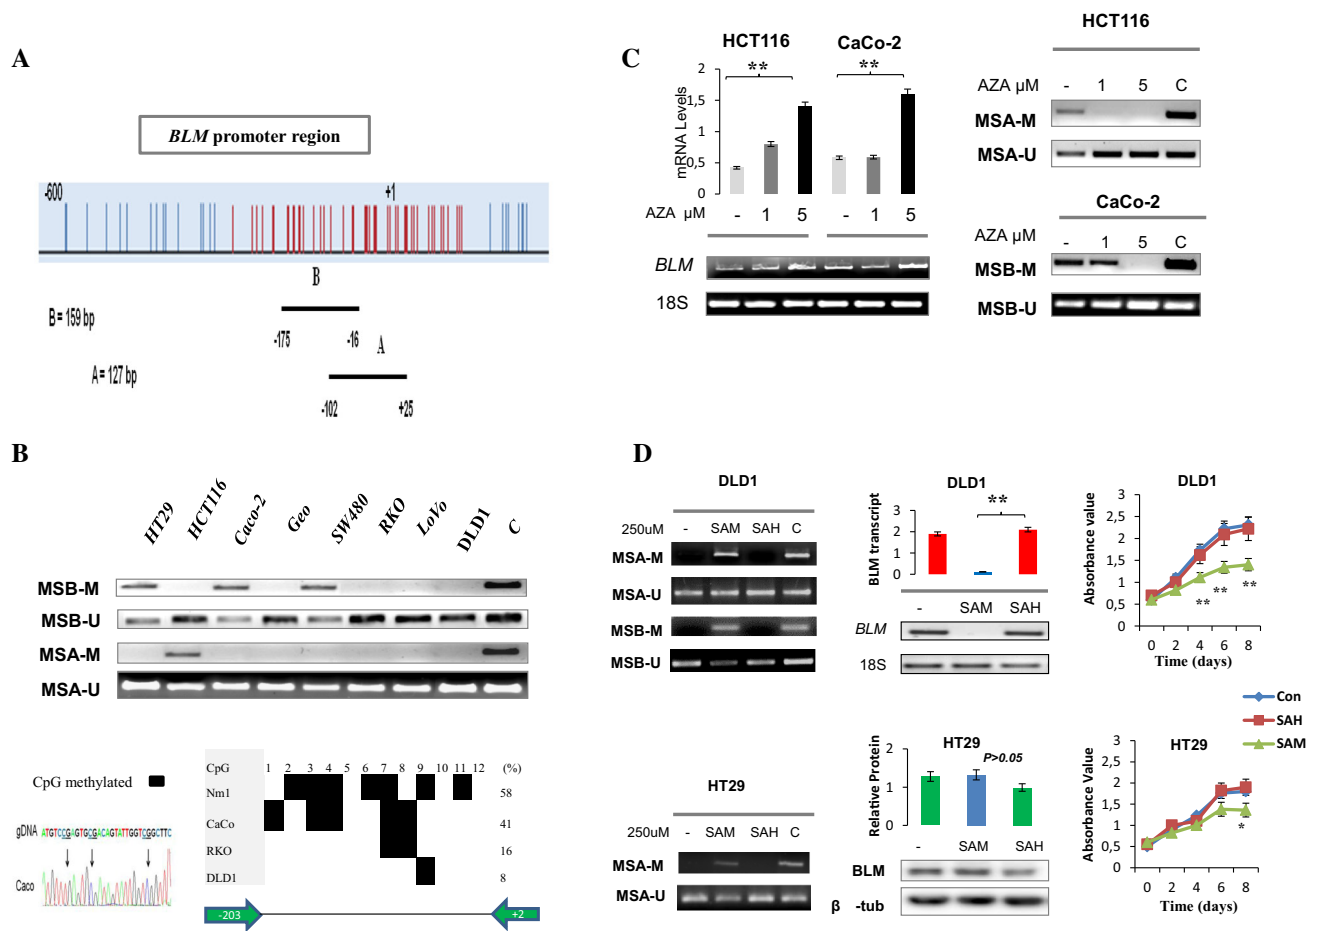 A
BLM promoter region
-600
+1
B
B = 159 bp
-175
-16
A
A = 127 bp
-102
+25
B
HT29
HCT116
Caco-2
Geo
SW480
RKO
LoVo
DLD1
C
MSB-M
MSB-U
MSA-M
MSA-U
CpG methylated
gDNA
ATGTCCGAGTGCGACAGTATTGGTCGGCTTC
Caco
CpG 1 2 3 4 5 6 7 8 9 10 11 12 (%)
Nm1 58
CaCo 41
RKO 16
DLD1 8
-203
+2
C
HCT116
CaCo-2
mRNA Levels
2
1,5
1
0,5
0
**
**
AZA µM - 1 5 - 1 5
BLM
18S
HCT116
AZA µM - 1 5 C
MSA-M
MSA-U
CaCo-2
AZA µM - 1 5 C
MSB-M
MSB-U
D
DLD1
250uM - SAM SAH C
MSA-M
MSA-U
MSB-M
MSB-U
DLD1
BLM transcript
3
2
1
0
**
- SAM SAH
BLM
18S
DLD1
Absorbance value
3
2,5
2
1,5
1
0,5
0
** ** **
0 2 4 6 8
Time (days)
Con
SAH
SAM
HT29
250uM - SAM SAH C
MSA-M
MSA-U
HT29
P>0.05
Relative Protein
2
1
0
- SAM SAH
BLM
β -tub
HT29
Absorbance Value
3
2,5
2
1,5
1
0,5
0
*
0 2 4 6 8
Time (days)